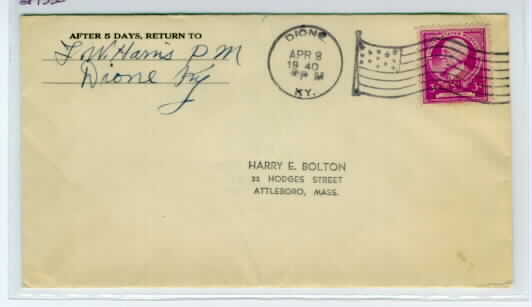 AFTER 5 DAYS, RETURN TO
T. W. Harris P M
Dione Ky
DIONE,
APR 9
19 40
P M
KY.
HARRY E. BOLTON
21 HODGES STREET
ATTLEBORO, MASS.